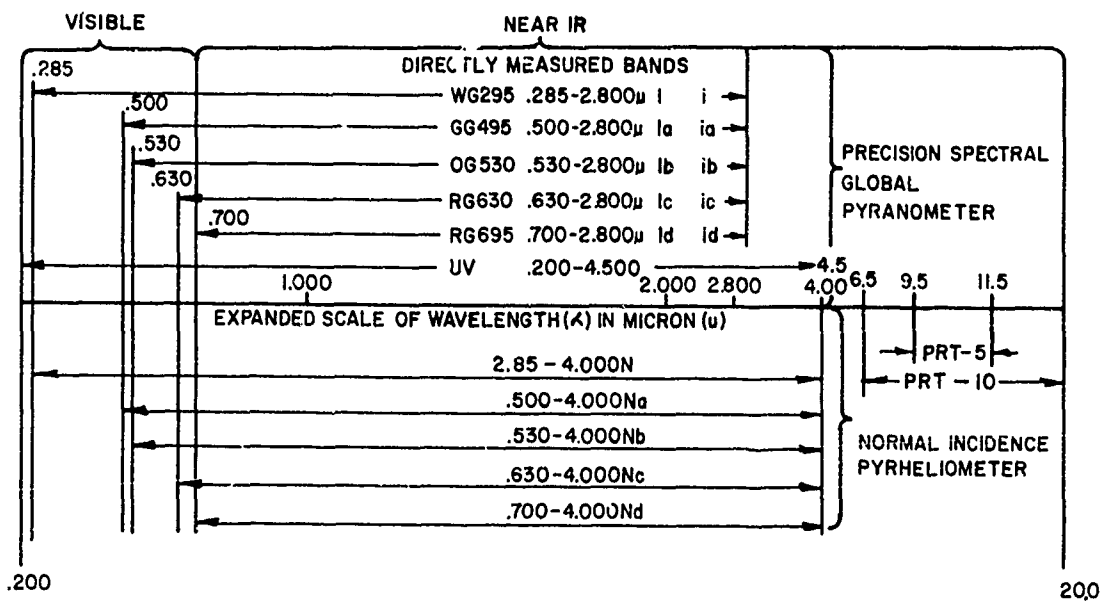 VISIBLE
NEAR IR
DIRECTLY MEASURED BANDS
.285
WG295 .285-2.800μ I i
.500
GG495 .500-2.800μ Ia ia
.530
OG530 .530-2.800μ Ib ib
.630
RG630 .630-2.800μ Ic ic
.700
RG695 .700-2.800μ Id id
PRECISION SPECTRAL
GLOBAL
PYRANOMETER
UV .200-4.500 4.5
1.000 2.000 2.800 4.00 6.5 9.5 11.5
EXPANDED SCALE OF WAVELENGTH (λ) IN MICRON (u)
PRT-5
PRT-10
2.85-4.000N
.500-4.000Na
.530-4.000Nb
.630-4.000Nc
.700-4.000Nd
NORMAL INCIDENCE
PYRHELIOMETER
.200
20.0